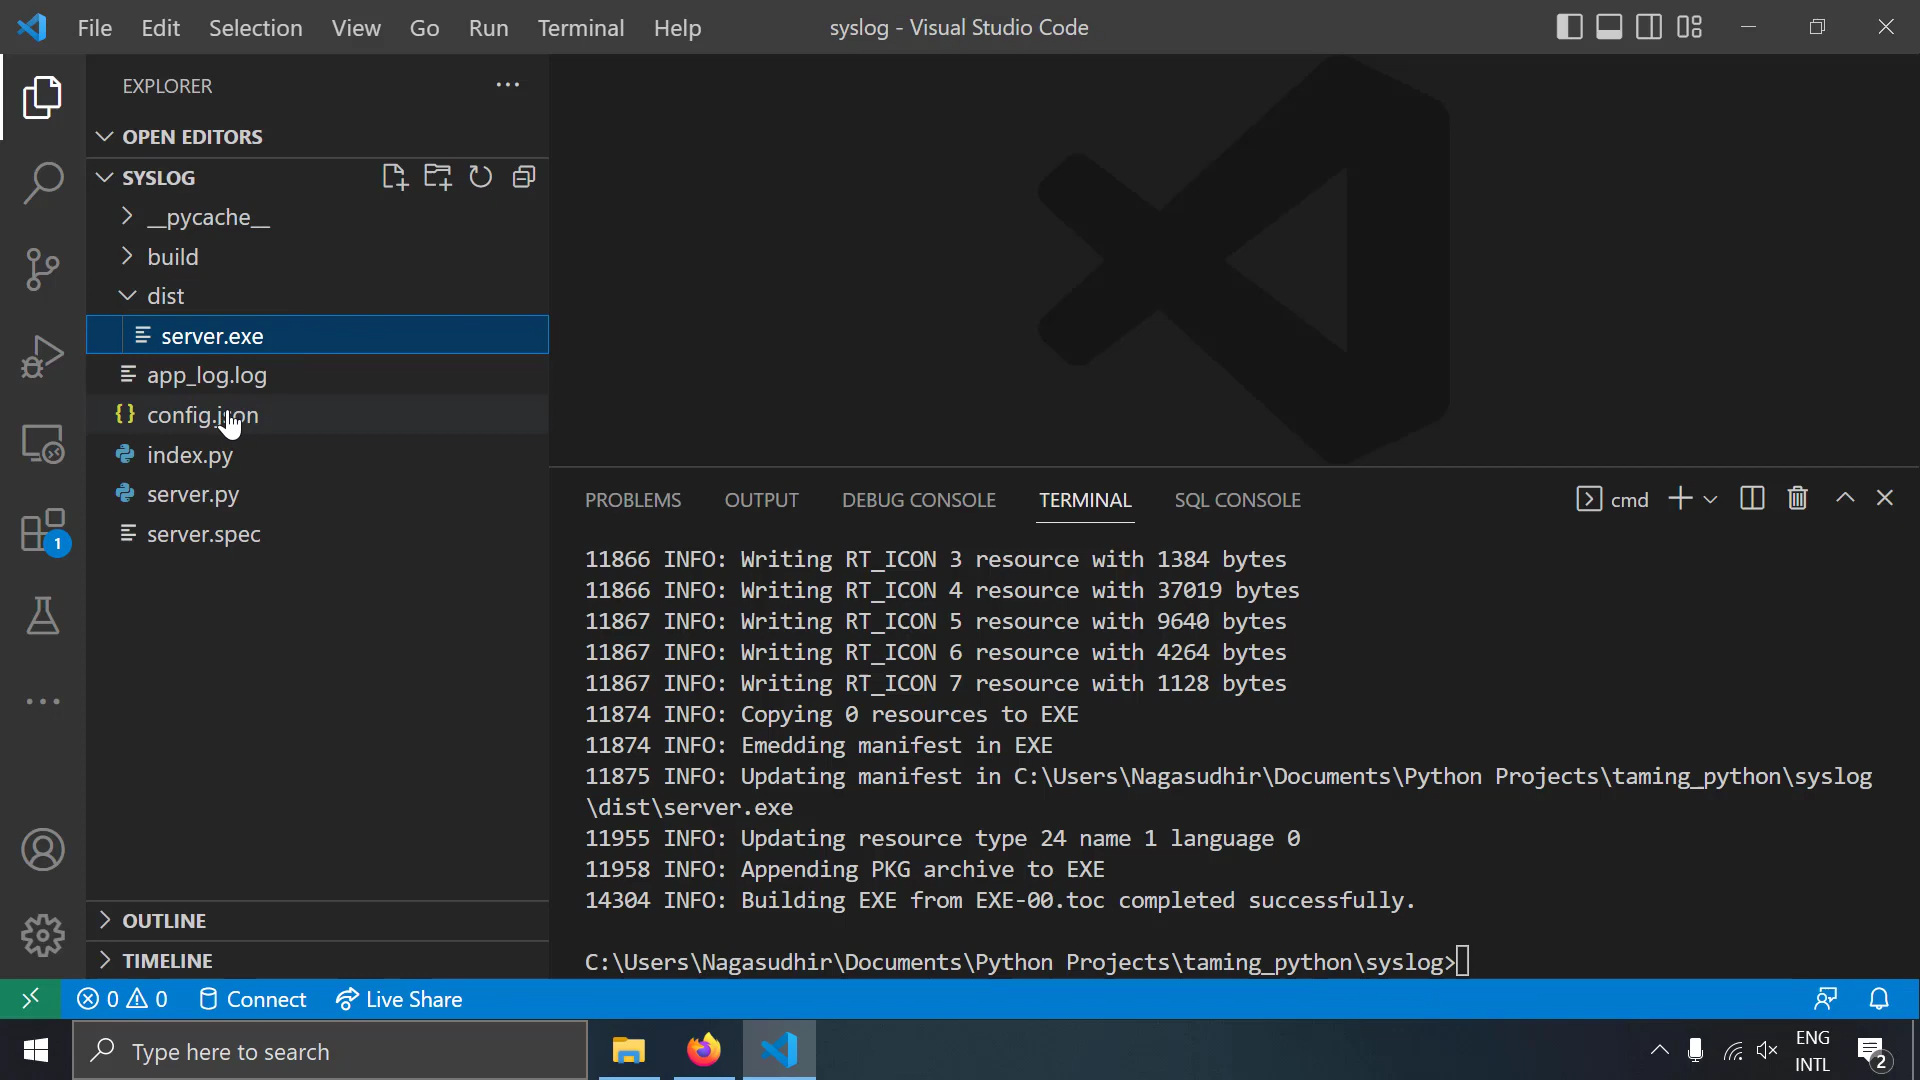 File Edit Selection View Go Run Terminal Help
syslog - Visual Studio Code
EXPLORER
OPEN EDITORS
SYSLOG
__pycache__
build
dist
server.exe
app_log.log
config.json
index.py
server.py
server.spec
1
OUTLINE
TIMELINE
PROBLEMS OUTPUT DEBUG CONSOLE TERMINAL SQL CONSOLE
cmd
11866 INFO: Writing RT_ICON 3 resource with 1384 bytes
11866 INFO: Writing RT_ICON 4 resource with 37019 bytes
11867 INFO: Writing RT_ICON 5 resource with 9640 bytes
11867 INFO: Writing RT_ICON 6 resource with 4264 bytes
11867 INFO: Writing RT_ICON 7 resource with 1128 bytes
11874 INFO: Copying 0 resources to EXE
11874 INFO: Emedding manifest in EXE
11875 INFO: Updating manifest in C:\Users\Nagasudhir\Documents\Python Projects\taming_python\syslog
\dist\server.exe
11955 INFO: Updating resource type 24 name 1 language 0
11958 INFO: Appending PKG archive to EXE
14304 INFO: Building EXE from EXE-00.toc completed successfully.
C:\Users\Nagasudhir\Documents\Python Projects\taming_python\syslog>
0 0 Connect Live Share
Type here to search
ENG
INTL
2